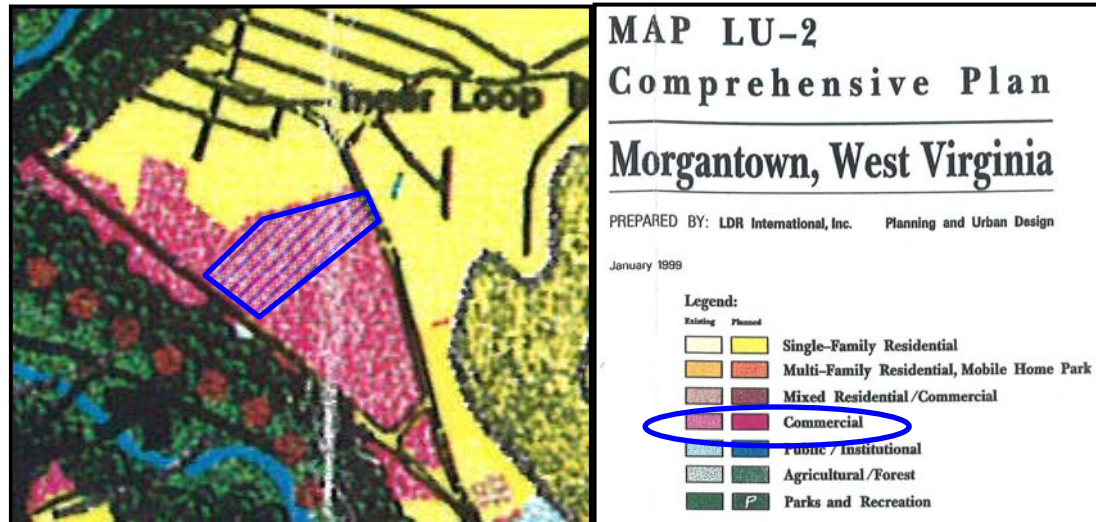 Inner Loop
MAP LU-2
Comprehensive Plan
Morgantown, West Virginia
PREPARED BY: LDR International, Inc. Planning and Urban Design
January 1999
Legend:
Existing Planned
Single-Family Residential
Multi-Family Residential, Mobile Home Park
Mixed Residential/Commercial
Commercial
Public/Institutional
Agricultural/Forest
P Parks and Recreation